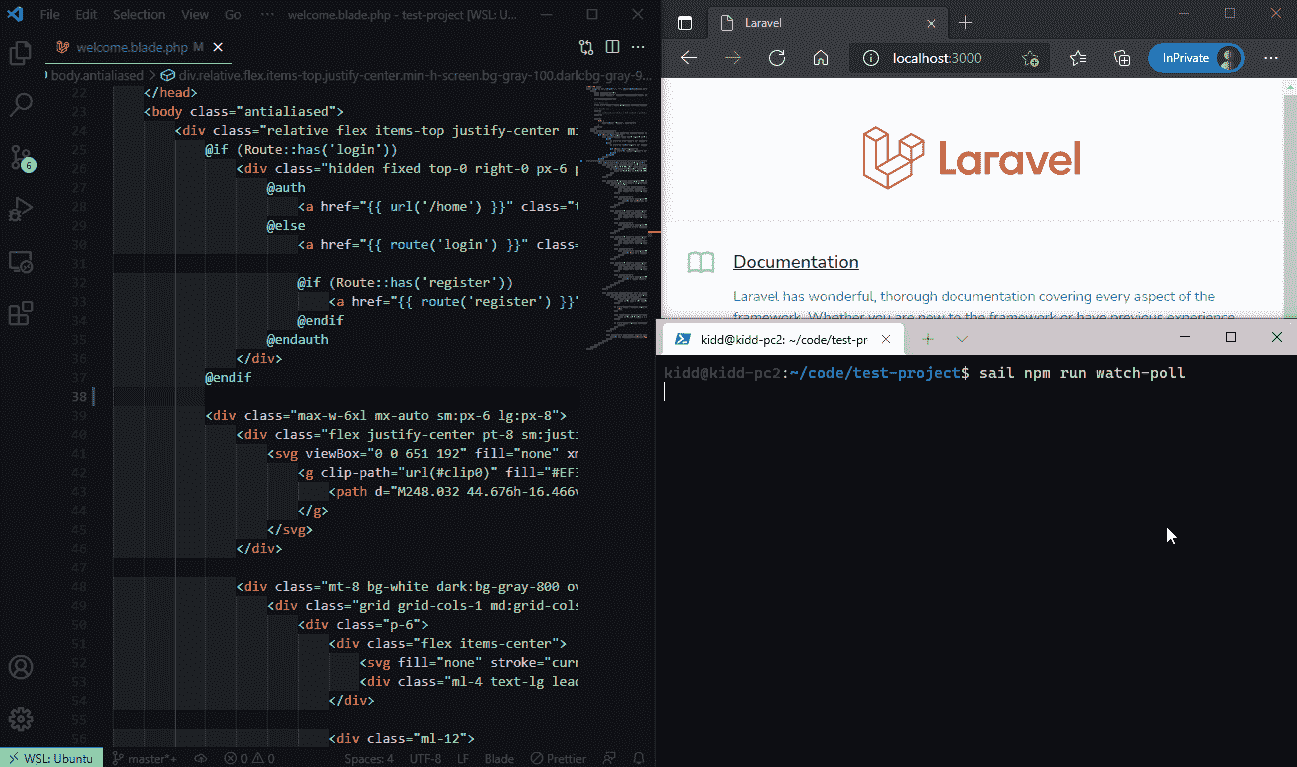 File Edit Selection View Go ··· welcome.blade.php - test-project [WSL: U...
welcome.blade.php M
body.antialiased > div.relative.flex.items-top.justify-center.min-h-screen.bg-gray-100.dark:bg-gray-9...
22 </head>
23 <body class="antialiased">
24 <div class="relative flex items-top justify-center mi
25 @if (Route::has('login'))
26 <div class="hidden fixed top-0 right-0 px-6 p
27 @auth
28 <a href="{{ url('/home') }}" class="t
29 @else
30 <a href="{{ route('login') }}" class=
31
32 @if (Route::has('register'))
33 <a href="{{ route('register') }}"
34 @endif
35 @endauth
36 </div>
37 @endif
38
39 <div class="max-w-6xl mx-auto sm:px-6 lg:px-8">
40 <div class="flex justify-center pt-8 sm:justi
41 <svg viewBox="0 0 651 192" fill="none" xm
42 <g clip-path="url(#clip0)" fill="#EF3
43 <path d="M248.032 44.676h-16.466v
44 </g>
45 </svg>
46 </div>
47
48 <div class="mt-8 bg-white dark:bg-gray-800 ov
49 <div class="grid grid-cols-1 md:grid-cols
50 <div class="p-6">
51 <div class="flex items-center">
52 <svg fill="none" stroke="curr
53 <div class="ml-4 text-lg lead
54 </div>
55
56 <div class="ml-12">
6
WSL: Ubuntu master*+ 0 0 Spaces: 4 UTF-8 LF Blade Prettier
Laravel
localhost:3000 InPrivate
Laravel
Documentation
Laravel has wonderful, thorough documentation covering every aspect of the
framework. Whether you are new to the framework or have previous experience
kidd@kidd-pc2: ~/code/test-pr
kidd@kidd-pc2:~/code/test-project$ sail npm run watch-poll